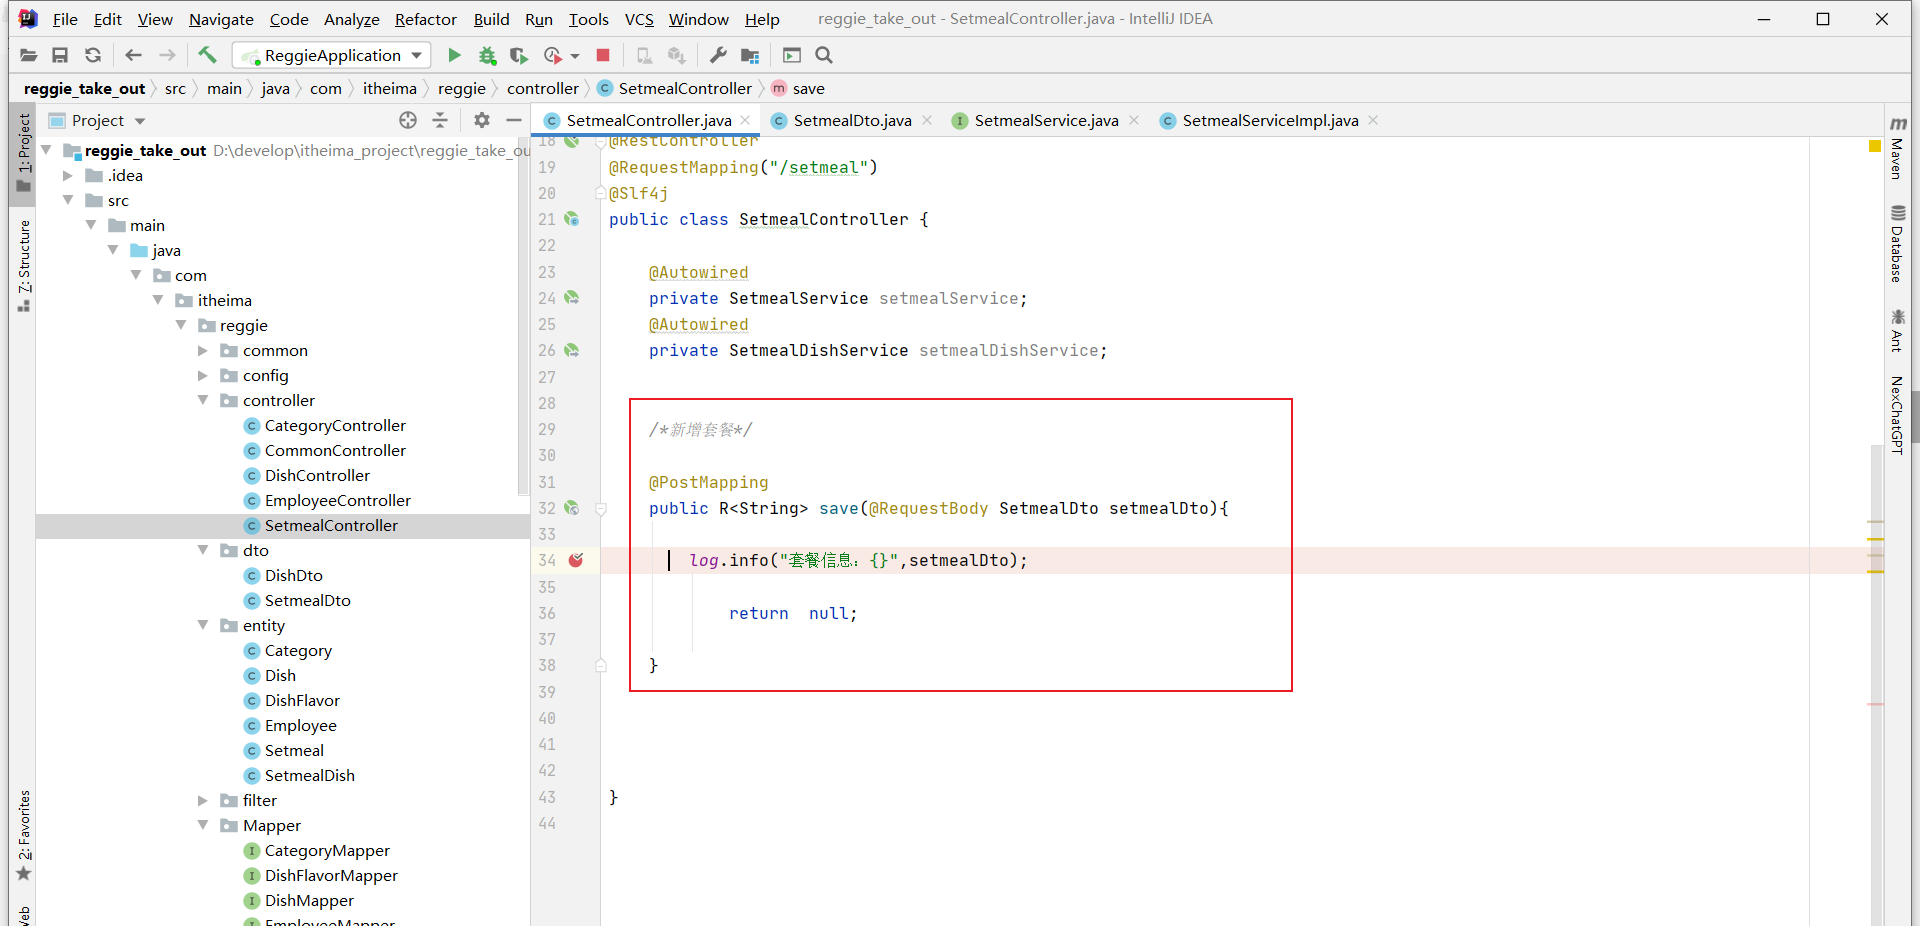 File Edit View Navigate Code Analyze Refactor Build Run Tools VCS Window Help reggie_take_out - SetmealController.java - IntelliJ IDEA
ReggieApplication
reggie_take_out src main java com itheima reggie controller SetmealController save
Project
SetmealController.java SetmealDto.java SetmealService.java SetmealServiceImpl.java
1: Project
Z: Structure
2: Favorites
reggie_take_out D:\develop\itheima_project\reggie_take_ou
.idea
src
main
java
com
itheima
reggie
common
config
controller
CategoryController
CommonController
DishController
EmployeeController
SetmealController
dto
DishDto
SetmealDto
entity
Category
Dish
DishFlavor
Employee
Setmeal
SetmealDish
filter
Mapper
CategoryMapper
DishFlavorMapper
DishMapper
EmployeeMapper
18 @RestController
19 @RequestMapping("/setmeal")
20 @Slf4j
21 public class SetmealController {
22
23 @Autowired
24 private SetmealService setmealService;
25 @Autowired
26 private SetmealDishService setmealDishService;
27
28
29 /*新增套餐*/
30
31 @PostMapping
32 public R<String> save(@RequestBody SetmealDto setmealDto){
33
34 log.info("套餐信息：{}",setmealDto);
35
36 return null;
37
38 }
39
40
41
42
43 }
44
Maven
Database
Ant
NexChatGPT